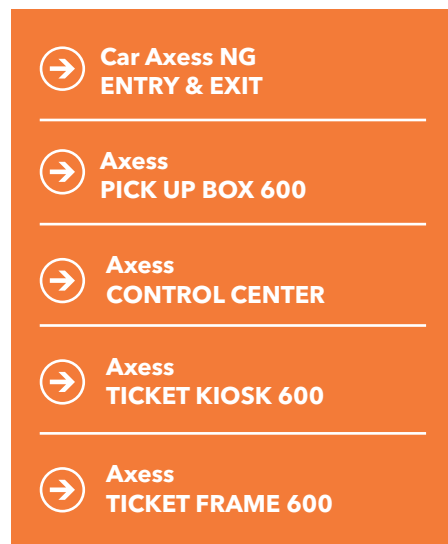 Car Axess NG
ENTRY & EXIT
Axess
PICK UP BOX 600
Axess
CONTROL CENTER
Axess
TICKET KIOSK 600
Axess
TICKET FRAME 600